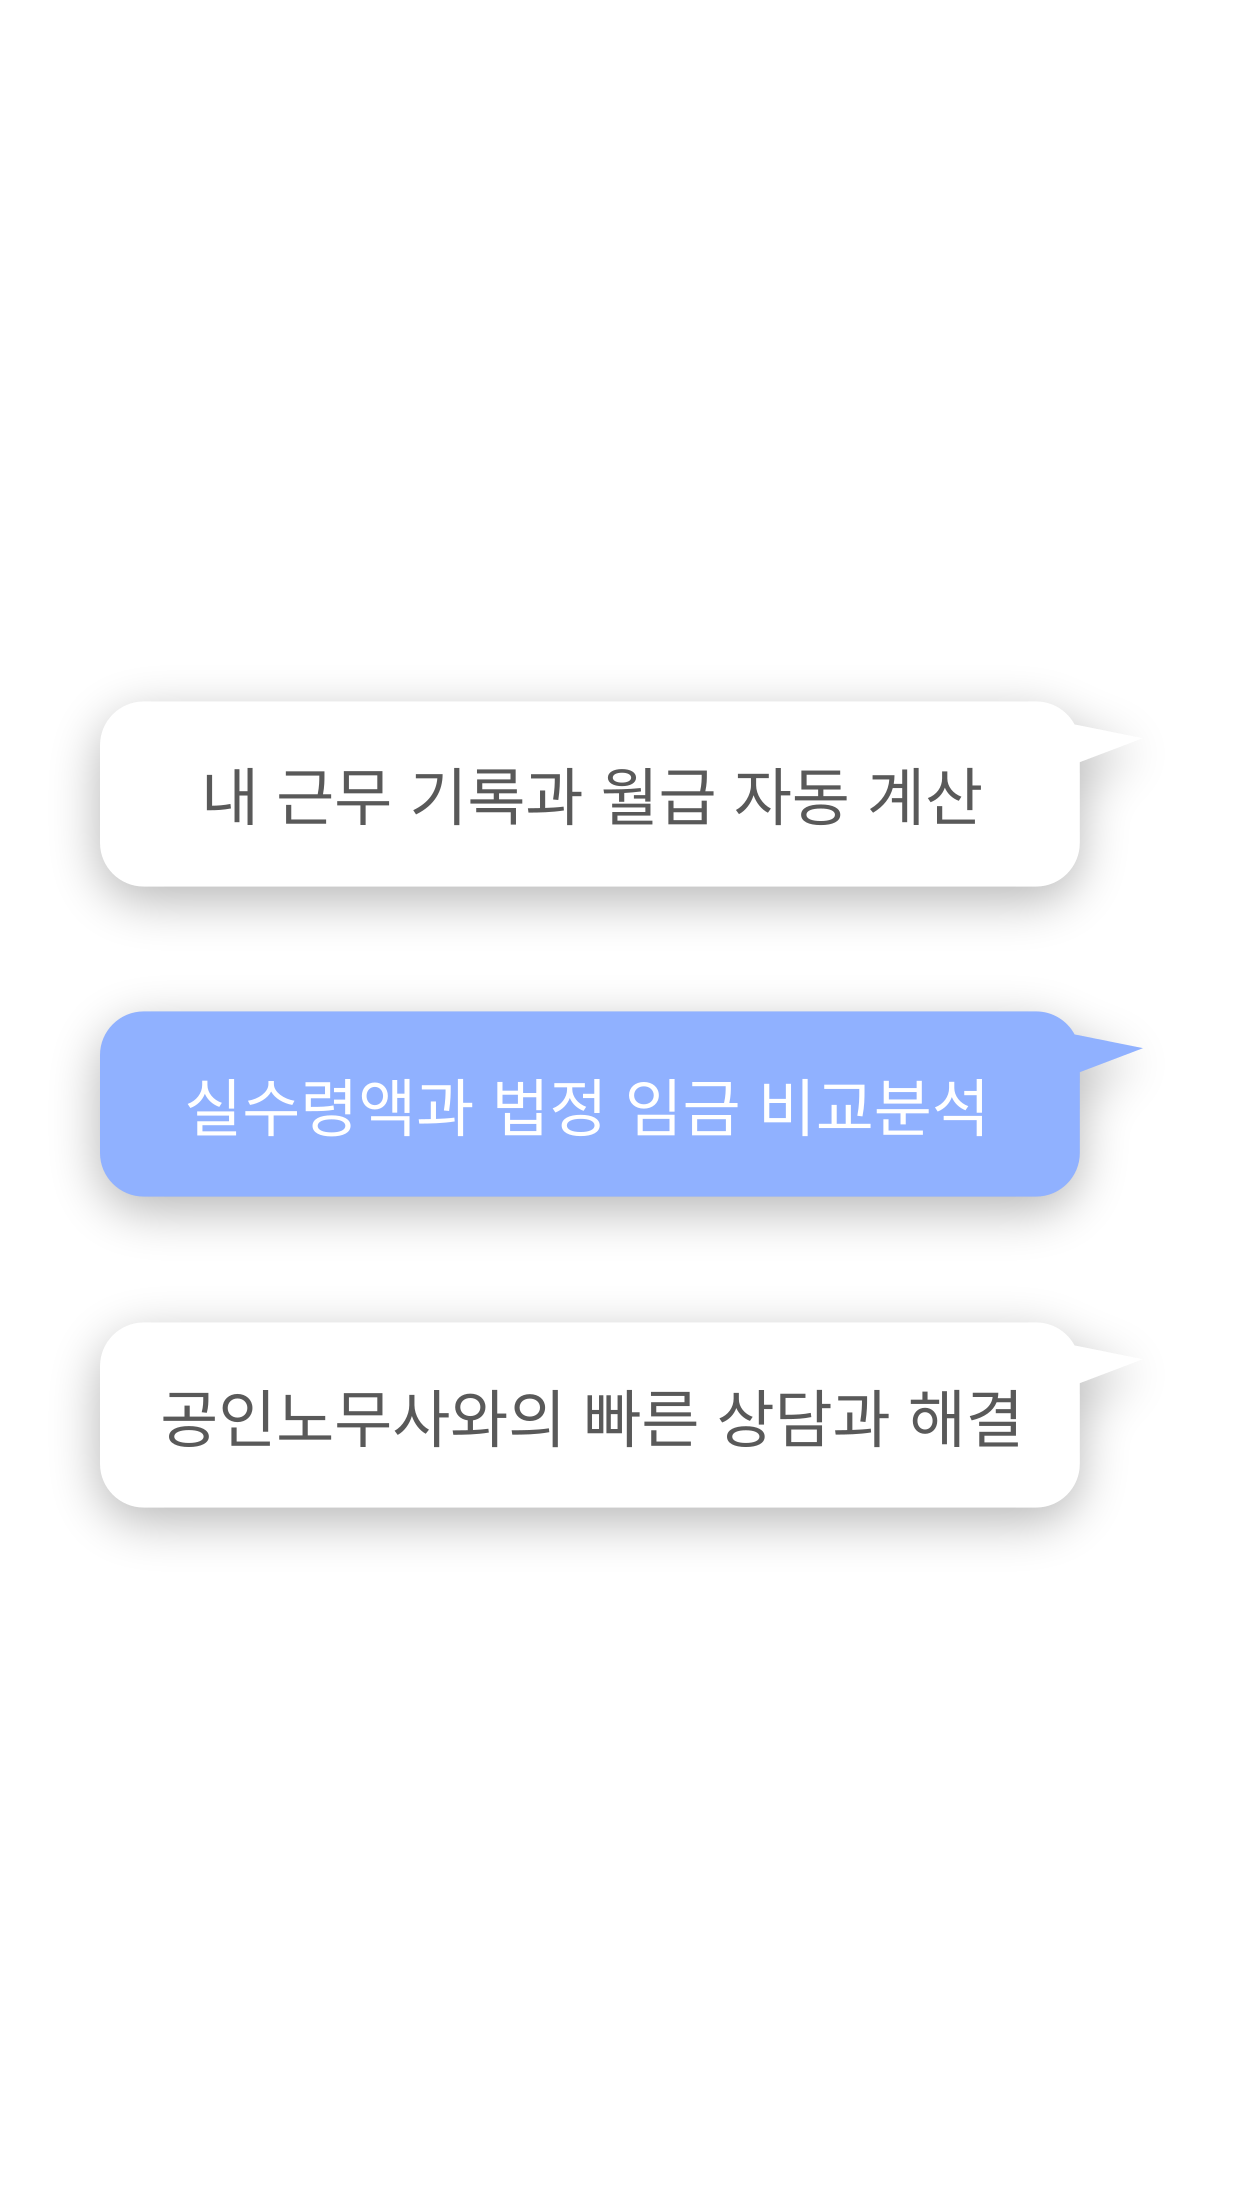 내 근무 기록과 월급 자동 계산
실수령액과 법정 임금 비교분석
공인노무사와의 빠른 상담과 해결